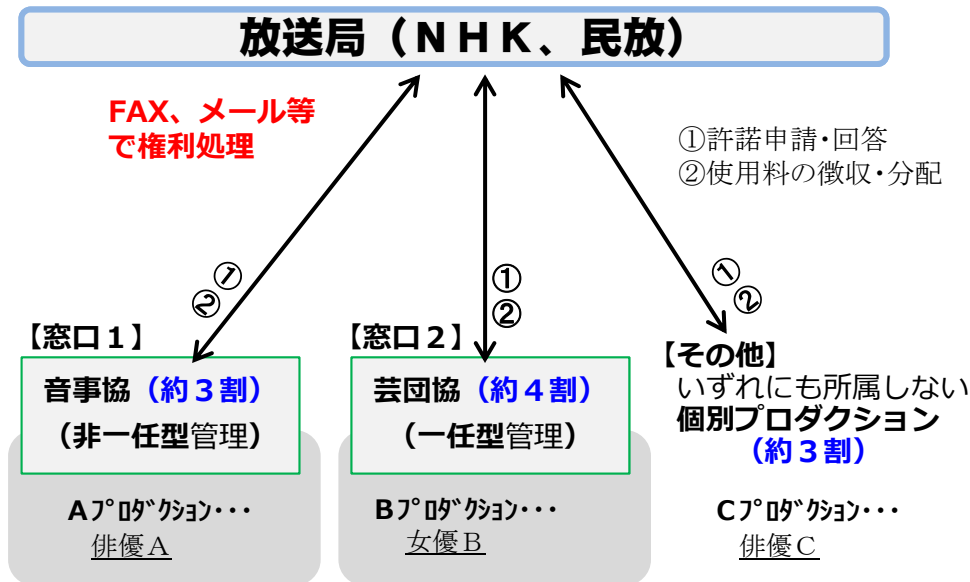 放送局（ＮＨＫ、民放）
FAX、メール等
で権利処理
①許諾申請・回答
②使用料の徴収・分配
①
②
①
②
①
②
【窓口１】
音事協（約３割）
（非一任型管理）
Aﾌﾟﾛﾀﾞｸｼｮﾝ・・・
俳優Ａ
【窓口２】
芸団協（約４割）
（一任型管理）
Bﾌﾟﾛﾀﾞｸｼｮﾝ・・・
女優Ｂ
【その他】
いずれにも所属しない
個別プロダクション
（約３割）
Cﾌﾟﾛﾀﾞｸｼｮﾝ・・・
俳優Ｃ